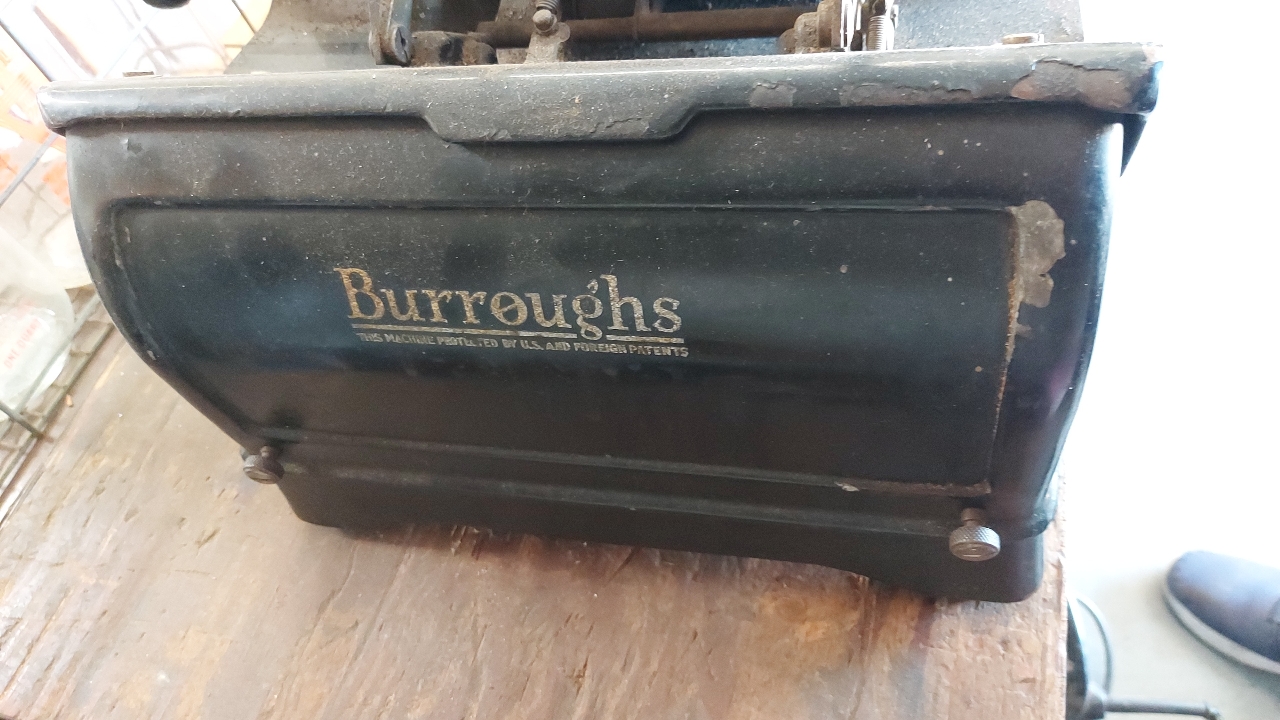 Burroughs
THIS MACHINE PROTECTED BY U.S. AND FOREIGN PATENTS